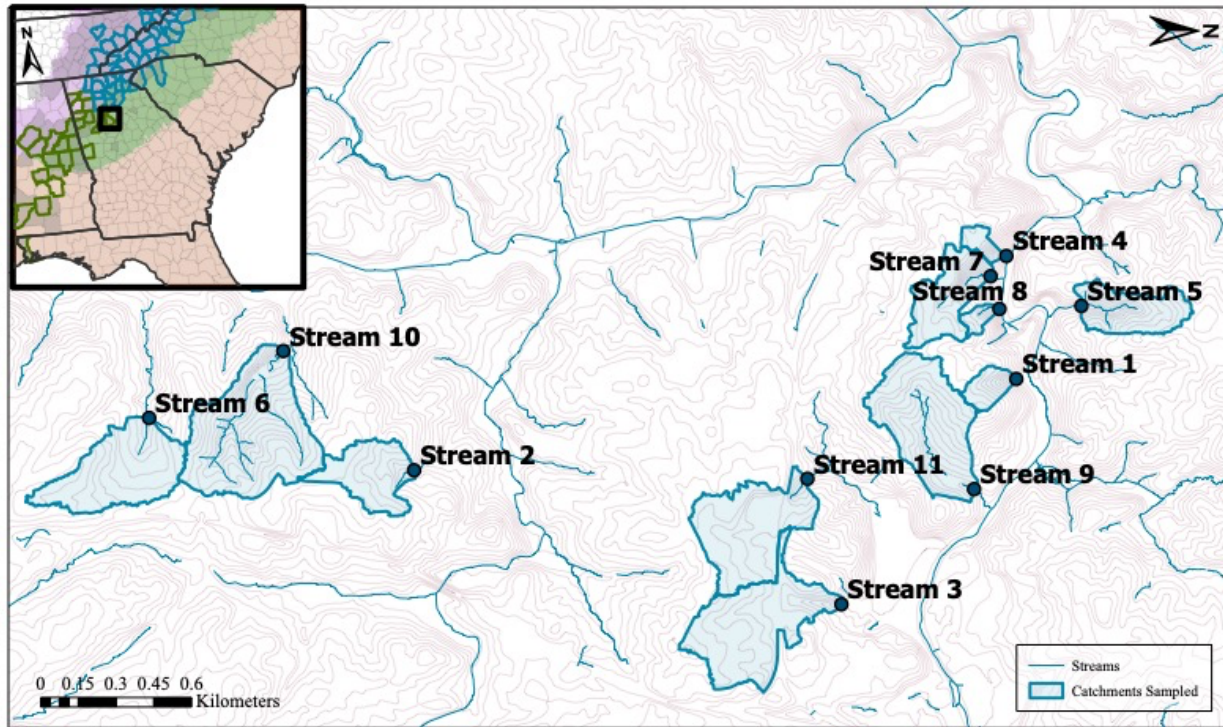 N
N
Stream 4
Stream 7
Stream 8
Stream 5
Stream 10
Stream 1
Stream 6
Stream 2
Stream 11
Stream 9
Stream 3
0 0.15 0.3 0.45 0.6
Kilometers
Streams
Catchments Sampled